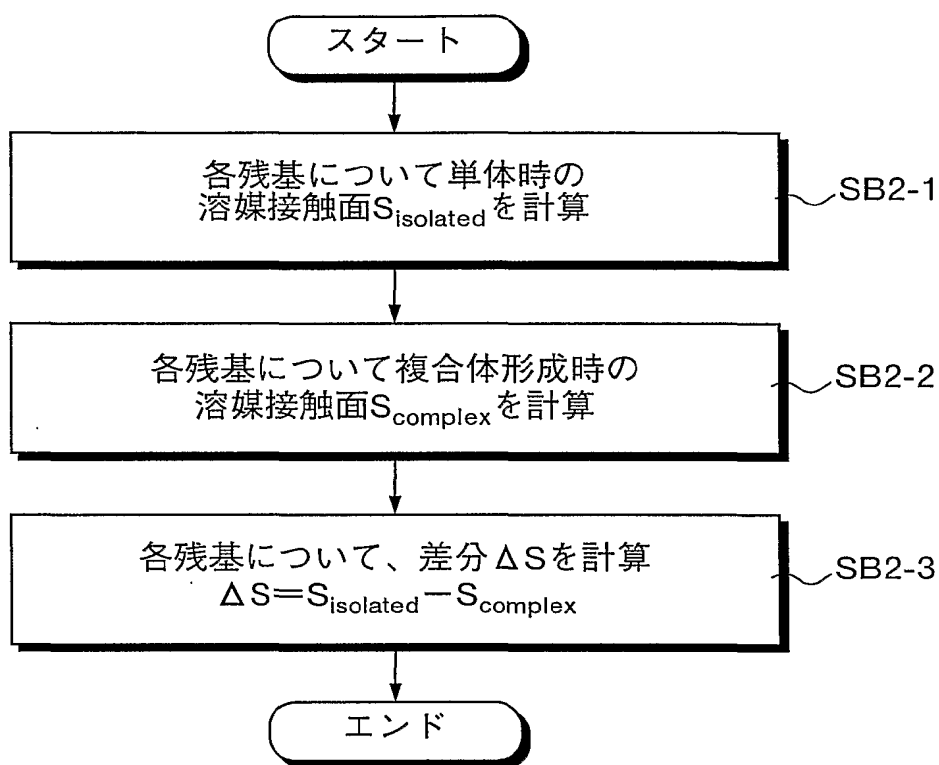 スタート
各残基について単体時の
溶媒接触面Sisolatedを計算
SB2-1
各残基について複合体形成時の
溶媒接触面Scomplexを計算
SB2-2
各残基について、差分ΔSを計算
ΔS=Sisolated－Scomplex
SB2-3
エンド